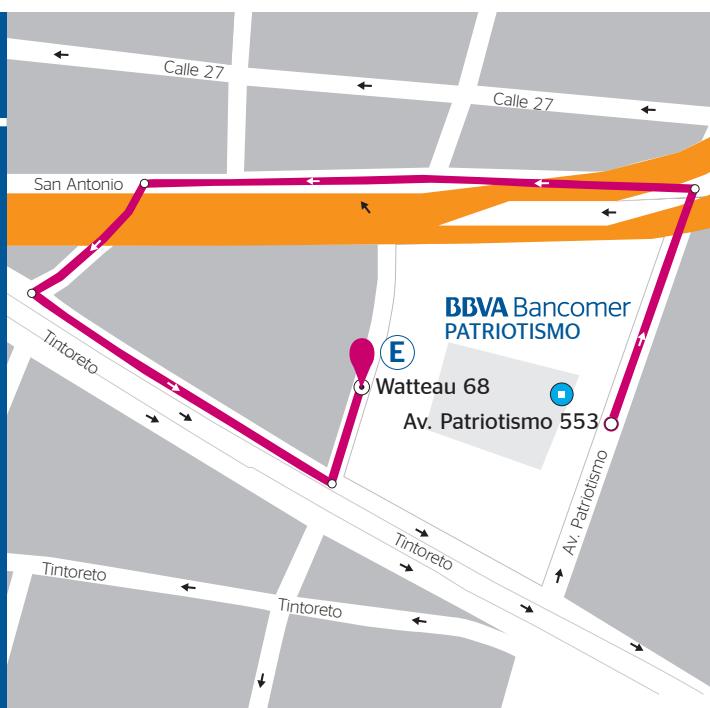 Calle 27
Calle 27
San Antonio
BBVA Bancomer
PATRIOTISMO
Tintoreto
E
Watteau 68
Av. Patriotismo 553
Av. Patriotismo
Tintoreto
Tintoreto
Tintoreto